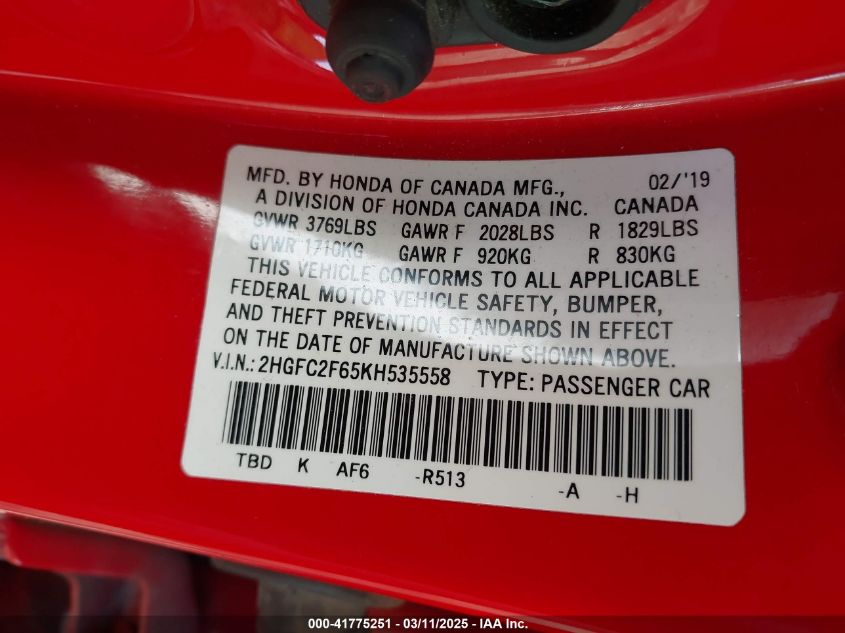 MFD. BY HONDA OF CANADA MFG., 02/'19
A DIVISION OF HONDA CANADA INC. CANADA
GVWR 3769LBS GAWR F 2028LBS R 1829LBS
GVWR 1710KG GAWR F 920KG R 830KG
THIS VEHICLE CONFORMS TO ALL APPLICABLE
FEDERAL MOTOR VEHICLE SAFETY, BUMPER,
AND THEFT PREVENTION STANDARDS IN EFFECT
ON THE DATE OF MANUFACTURE SHOWN ABOVE.
V.I.N.: 2HGFC2F65KH535558 TYPE: PASSENGER CAR
TBD K AF6 -R513 -A -H
000-41775251 - 03/11/2025 - IAA Inc.